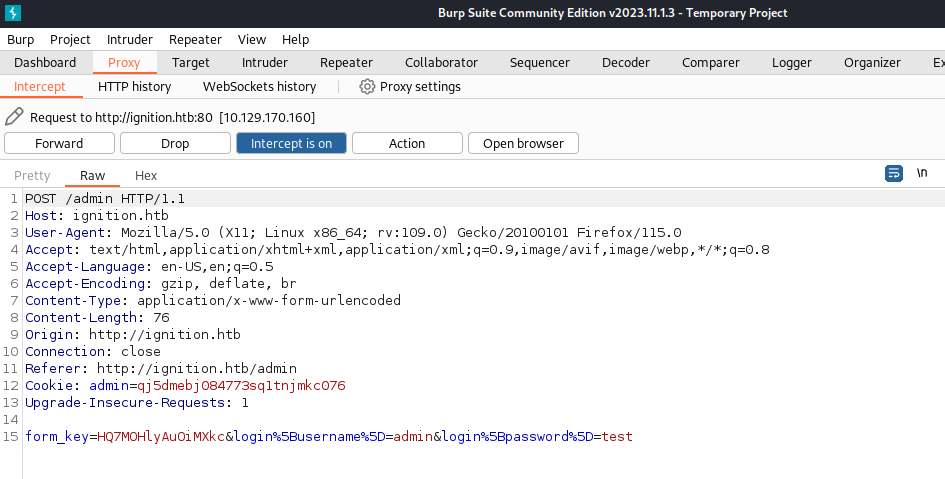 Burp Suite Community Edition v2023.11.1.3 - Temporary Project
Burp Project Intruder Repeater View Help
Dashboard Proxy Target Intruder Repeater Collaborator Sequencer Decoder Comparer Logger Organizer Ex
Intercept HTTP history WebSockets history Proxy settings
Request to http://ignition.htb:80 [10.129.170.160]
Forward Drop Intercept is on Action Open browser
Pretty Raw Hex \n
1 POST /admin HTTP/1.1
2 Host: ignition.htb
3 User-Agent: Mozilla/5.0 (X11; Linux x86_64; rv:109.0) Gecko/20100101 Firefox/115.0
4 Accept: text/html,application/xhtml+xml,application/xml;q=0.9,image/avif,image/webp,*/*;q=0.8
5 Accept-Language: en-US,en;q=0.5
6 Accept-Encoding: gzip, deflate, br
7 Content-Type: application/x-www-form-urlencoded
8 Content-Length: 76
9 Origin: http://ignition.htb
10 Connection: close
11 Referer: http://ignition.htb/admin
12 Cookie: admin=qj5dmebj084773sq1tnjmkc076
13 Upgrade-Insecure-Requests: 1
14
15 form_key=HQ7MOHlyAuOiMXkc&login%5Busername%5D=admin&login%5Bpassword%5D=test